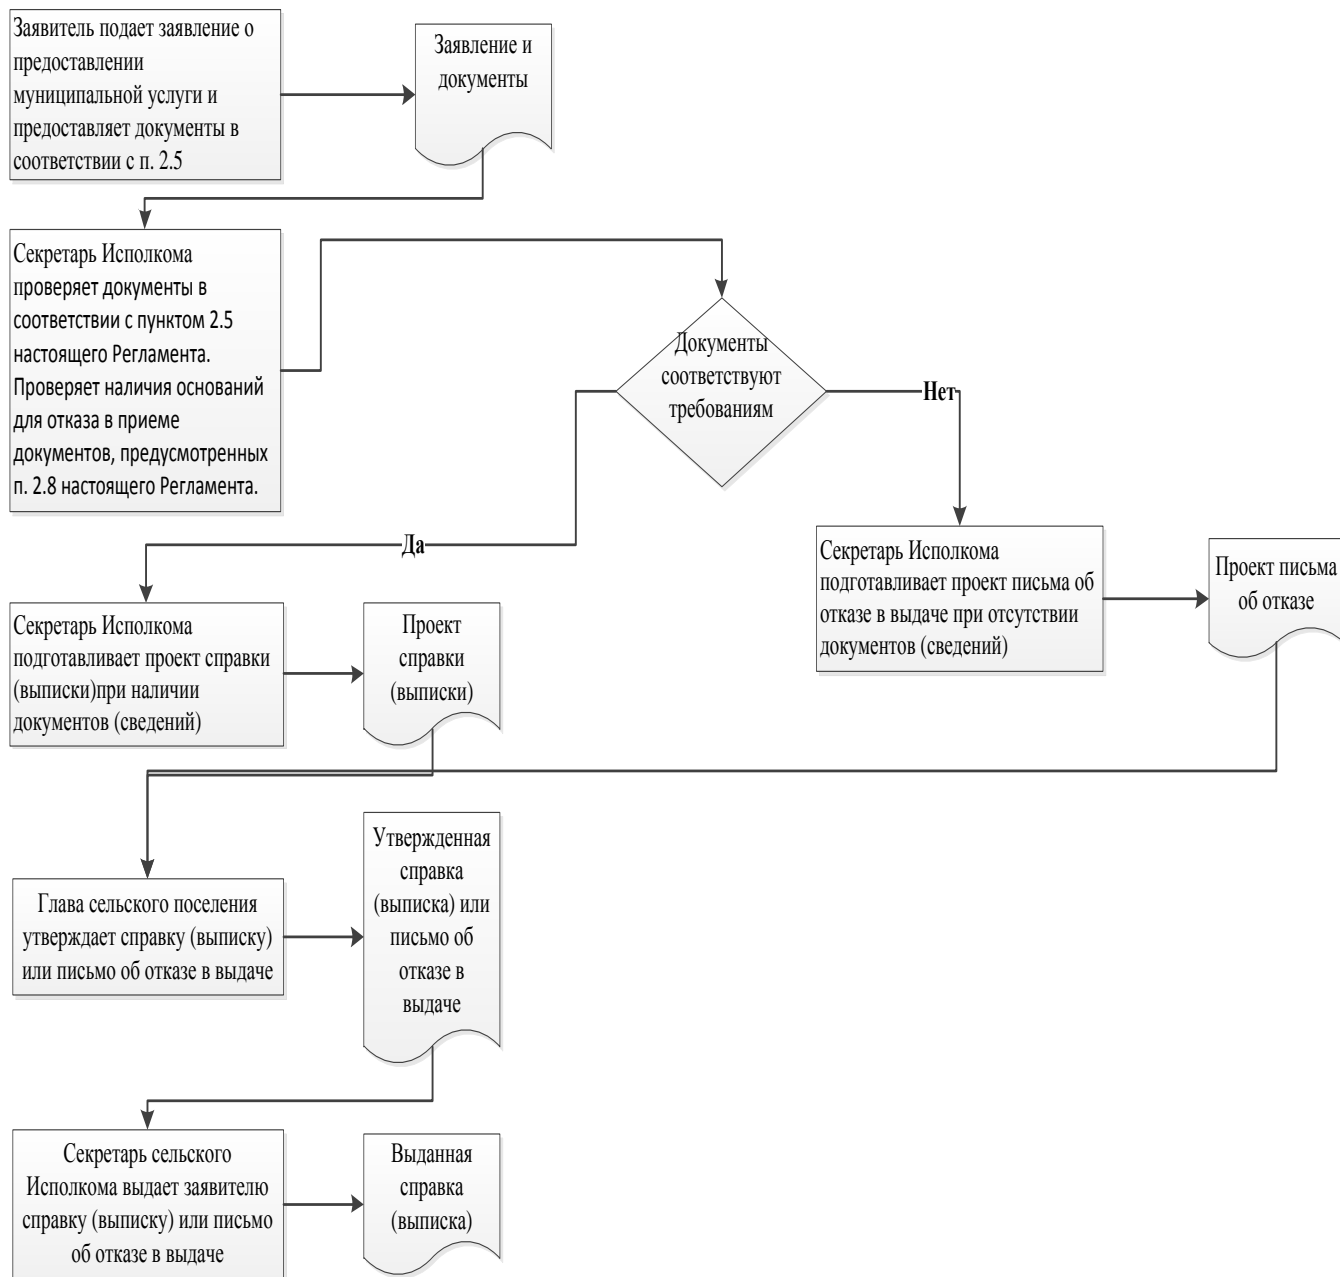 Заявитель подает заявление о
предоставлении
муниципальной услуги и
предоставляет документы в
соответствии с п. 2.5
Заявление и
документы
Секретарь Исполкома
проверяет документы в
соответствии с пунктом 2.5
настоящего Регламента.
Проверяет наличия оснований
для отказа в приеме
документов, предусмотренных
п. 2.8 настоящего Регламента.
Документы
соответствуют
требованиям
Нет
Да
Секретарь Исполкома
подготавливает проект письма об
отказе в выдаче при отсутствии
документов (сведений)
Проект письма
об отказе
Секретарь Исполкома
подготавливает проект справки
(выписки)при наличии
документов (сведений)
Проект
справки
(выписки)
Глава сельского поселения
утверждает справку (выписку)
или письмо об отказе в выдаче
Утвержденная
справка
(выписка) или
письмо об
отказе в
выдаче
Секретарь сельского
Исполкома выдает заявителю
справку (выписку) или письмо
об отказе в выдаче
Выданная
справка
(выписка)